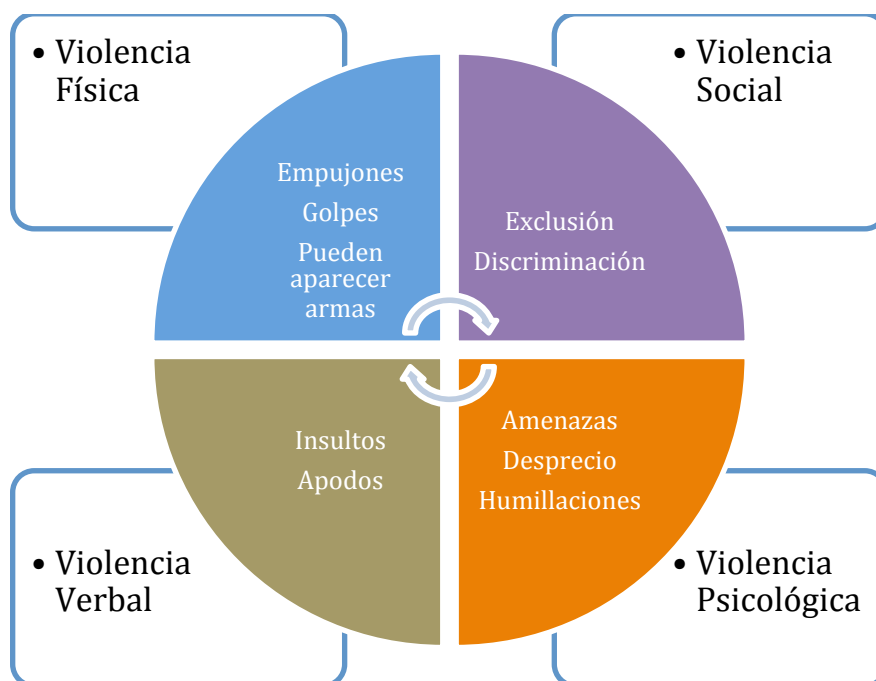 • Violencia
Física
Empujones
Golpes
Pueden
aparecer
armas
• Violencia
Social
Exclusión
Discriminación
• Violencia
Verbal
Insultos
Apodos
• Violencia
Psicológica
Amenazas
Desprecio
Humillaciones